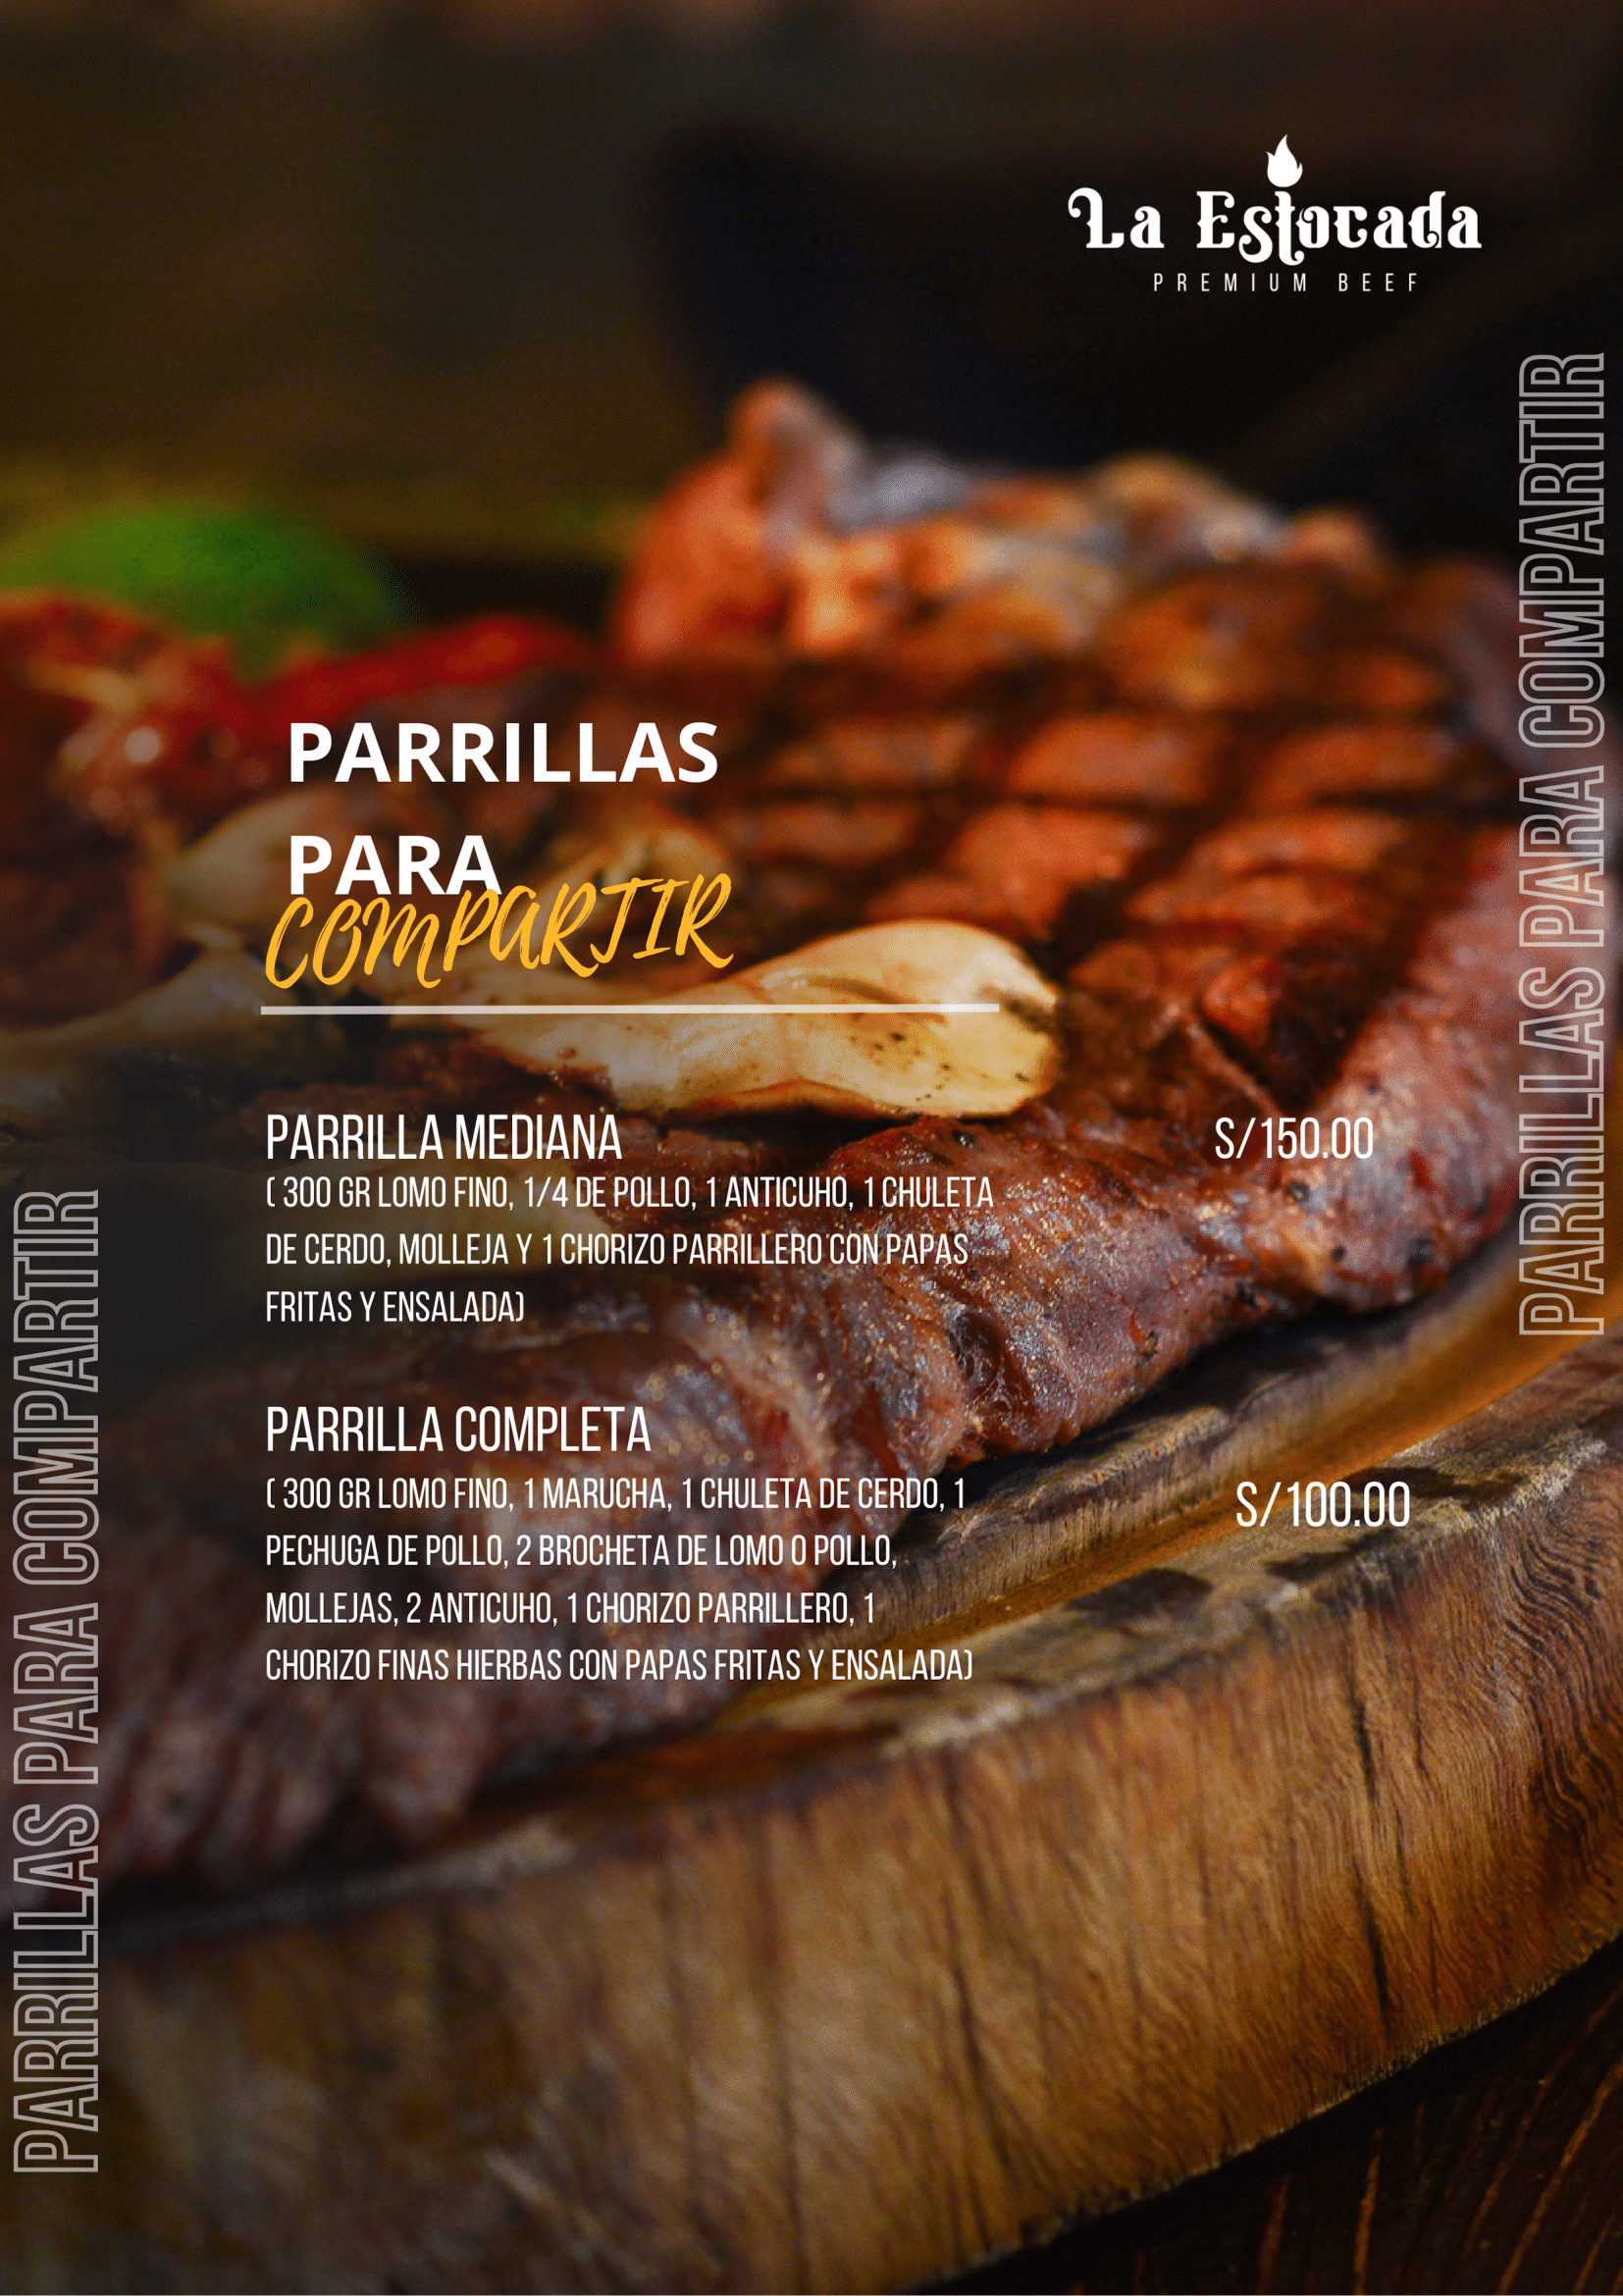 La Estocada
PREMIUM BEEF
PARRILLAS PARA COMPARTIR
PARRILLAS
PARA
COMPARTIR
PARRILLA MEDIANA S/150.00
( 300 GR LOMO FINO, 1/4 DE POLLO, 1 ANTICUHO, 1 CHULETA
DE CERDO, MOLLEJA Y 1 CHORIZO PARRILLERO CON PAPAS
FRITAS Y ENSALADA)
PARRILLA COMPLETA
( 300 GR LOMO FINO, 1 MARUCHA, 1 CHULETA DE CERDO, 1
S/100.00
PECHUGA DE POLLO, 2 BROCHETA DE LOMO O POLLO,
MOLLEJAS, 2 ANTICUHO, 1 CHORIZO PARRILLERO, 1
CHORIZO FINAS HIERBAS CON PAPAS FRITAS Y ENSALADA)
PARRILLAS PARA COMPARTIR